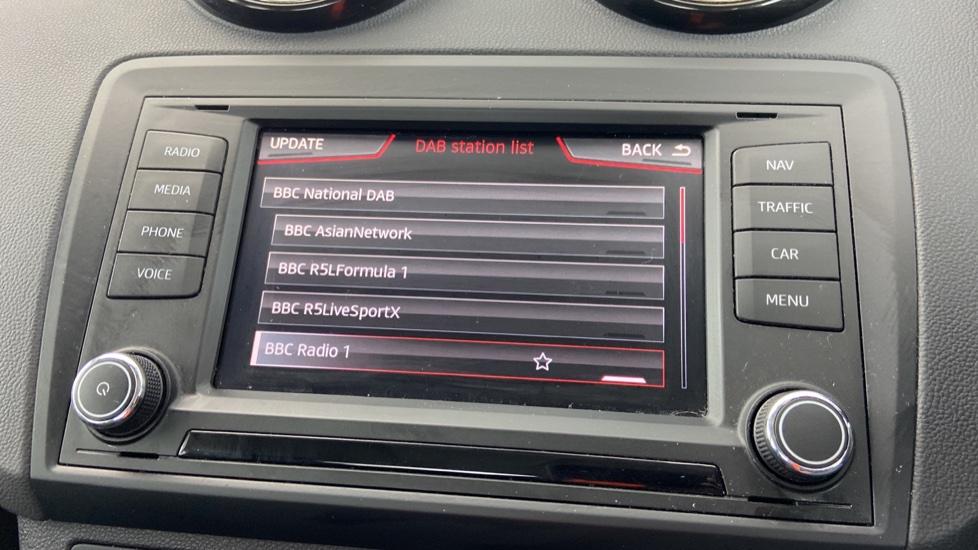 UPDATE DAB station list BACK
RADIO
MEDIA
PHONE
VOICE
BBC National DAB
BBC AsianNetwork
BBC R5LFormula 1
BBC R5LiveSportX
BBC Radio 1
NAV
TRAFFIC
CAR
MENU